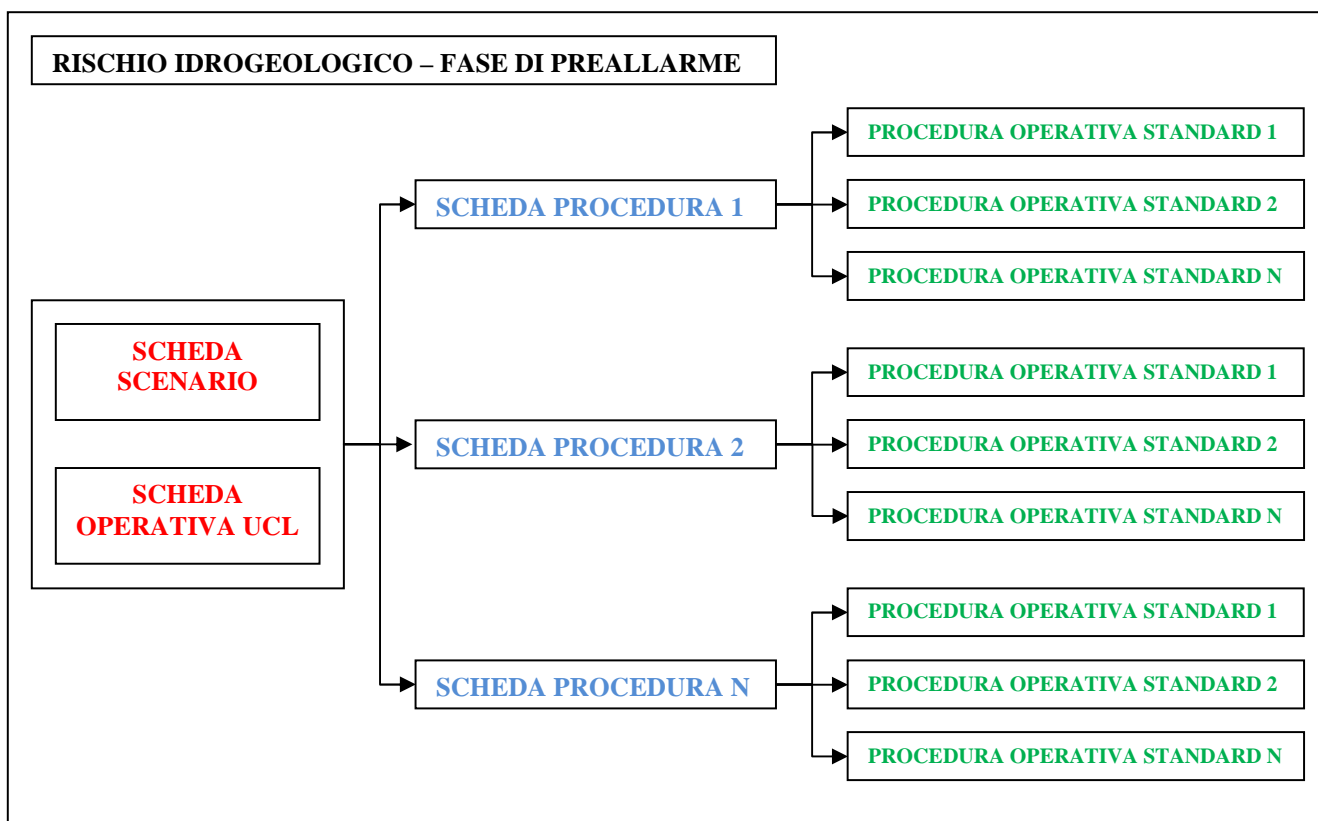 RISCHIO IDROGEOLOGICO – FASE DI PREALLARME
SCHEDA
SCENARIO
SCHEDA
OPERATIVA UCL
SCHEDA PROCEDURA 1
PROCEDURA OPERATIVA STANDARD 1
PROCEDURA OPERATIVA STANDARD 2
PROCEDURA OPERATIVA STANDARD N
SCHEDA PROCEDURA 2
PROCEDURA OPERATIVA STANDARD 1
PROCEDURA OPERATIVA STANDARD 2
PROCEDURA OPERATIVA STANDARD N
SCHEDA PROCEDURA N
PROCEDURA OPERATIVA STANDARD 1
PROCEDURA OPERATIVA STANDARD 2
PROCEDURA OPERATIVA STANDARD N